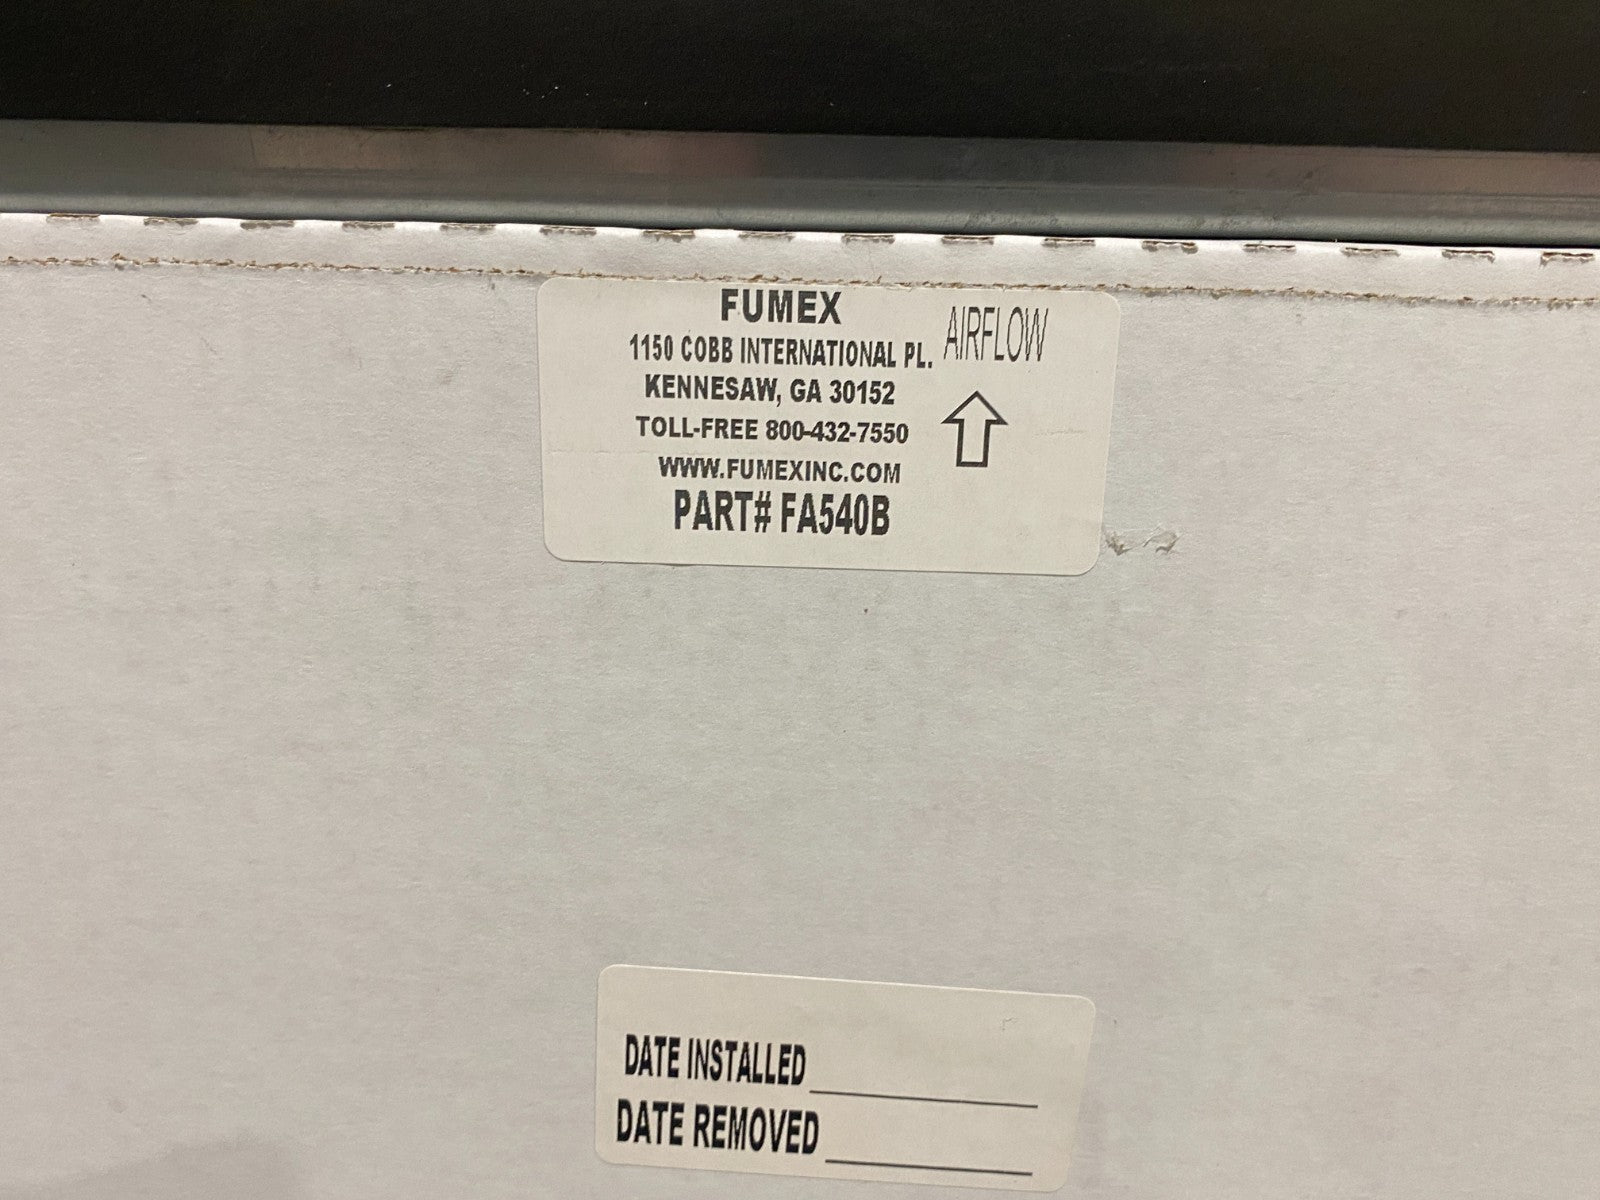 FUMEX
1150 COBB INTERNATIONAL PL.
KENNESAW, GA 30152
TOLL-FREE 800-432-7550
WWW.FUMEXINC.COM
PART# FA540B
AIRFLOW
DATE INSTALLED
DATE REMOVED